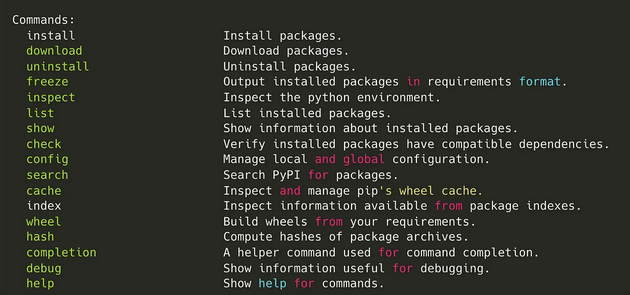 Commands:
install Install packages.
download Download packages.
uninstall Uninstall packages.
freeze Output installed packages in requirements format.
inspect Inspect the python environment.
list List installed packages.
show Show information about installed packages.
check Verify installed packages have compatible dependencies.
config Manage local and global configuration.
search Search PyPI for packages.
cache Inspect and manage pip's wheel cache.
index Inspect information available from package indexes.
wheel Build wheels from your requirements.
hash Compute hashes of package archives.
completion A helper command used for command completion.
debug Show information useful for debugging.
help Show help for commands.